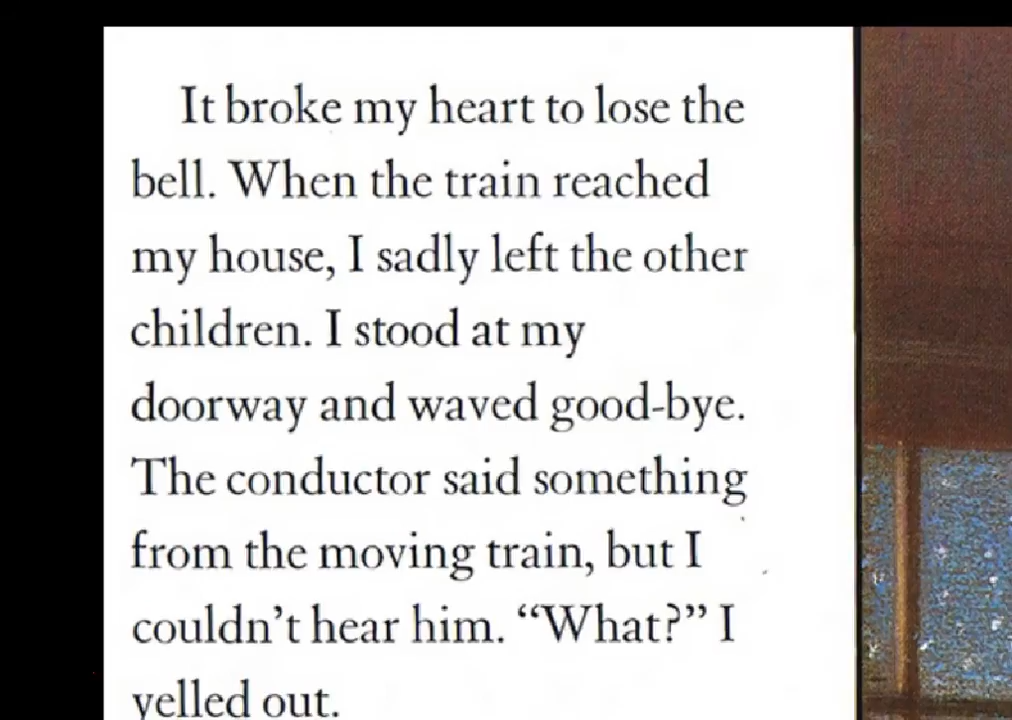 It broke my heart to lose the
bell. When the train reached
my house, I sadly left the other
children. I stood at my
doorway and waved good-bye.
The conductor said something
from the moving train, but I
couldn't hear him. “What?” I
yelled out.